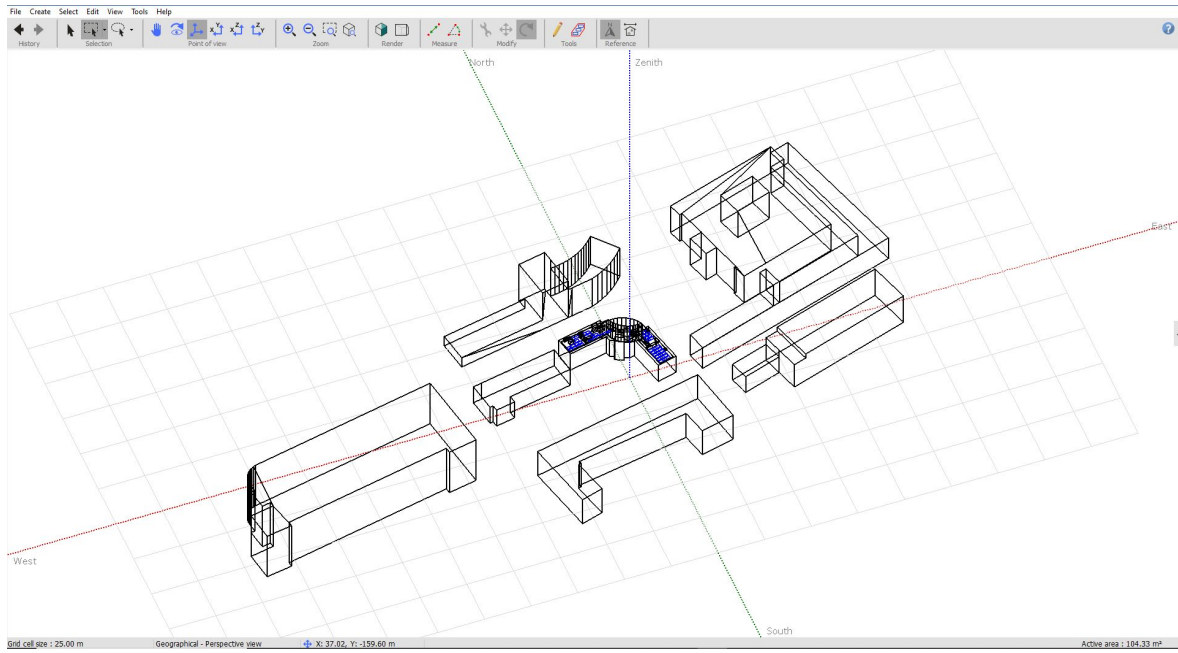 File Create Select Edit View Tools Help
History Selection Point of view Zoom Render Measure Modify Tools Reference
North
Zenith
East
West
South
Grid cell size : 25.00 m Geographical - Perspective view X: 37.02, Y: -159.60 m Active area : 104.33 m²